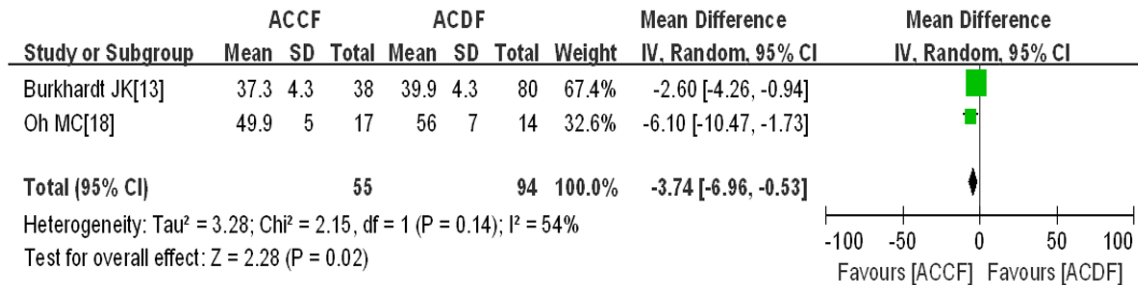 ACCF ACDF Mean Difference Mean Difference
Study or Subgroup Mean SD Total Mean SD Total Weight IV, Random, 95% CI IV, Random, 95% CI
Burkhardt JK[13] 37.3 4.3 38 39.9 4.3 80 67.4% -2.60 [-4.26, -0.94]
Oh MC[18] 49.9 5 17 56 7 14 32.6% -6.10 [-10.47, -1.73]
Total (95% CI) 55 94 100.0% -3.74 [-6.96, -0.53]
Heterogeneity: Tau² = 3.28; Chi² = 2.15, df = 1 (P = 0.14); I² = 54%
Test for overall effect: Z = 2.28 (P = 0.02)
-100 -50 0 50 100
Favours [ACCF] Favours [ACDF]